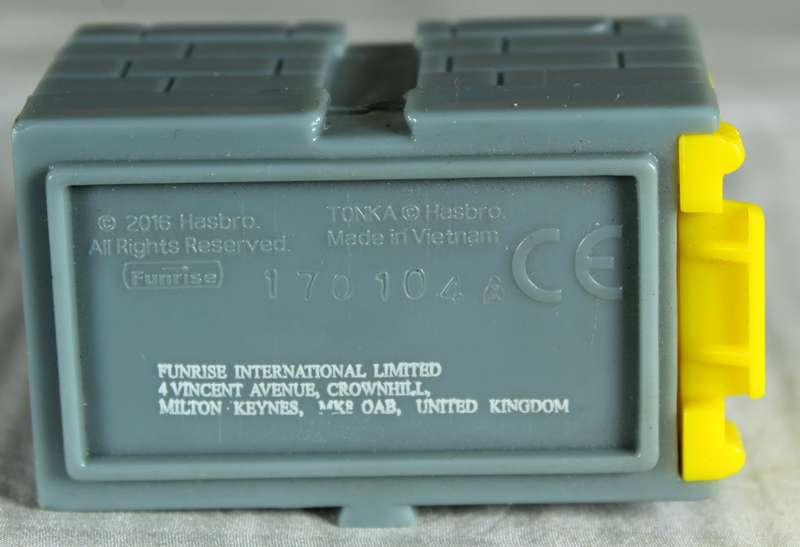 © 2016 Hasbro.
All Rights Reserved.
Funrise
TONKA © Hasbro.
Made in Vietnam
170104A
CE
FUNRISE INTERNATIONAL LIMITED
4 VINCENT AVENUE, CROWNHILL,
MILTON KEYNES, MK8 OAB, UNITED KINGDOM